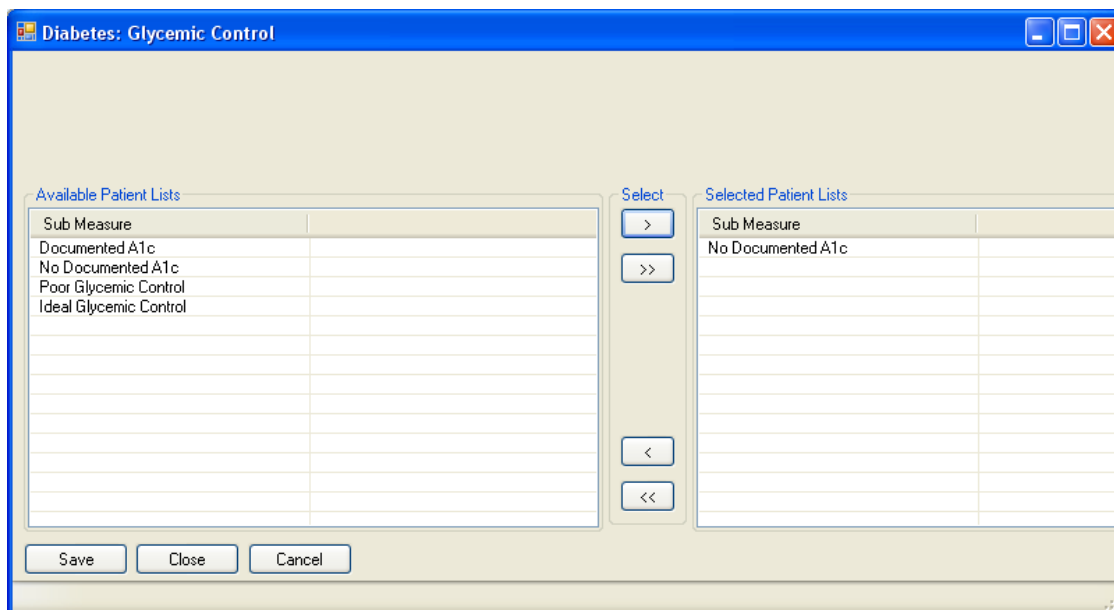 Diabetes: Glycemic Control
Available Patient Lists
Sub Measure
Documented A1c
No Documented A1c
Poor Glycemic Control
Ideal Glycemic Control
Select
>
>>
<
<<
Selected Patient Lists
Sub Measure
No Documented A1c
Save Close Cancel